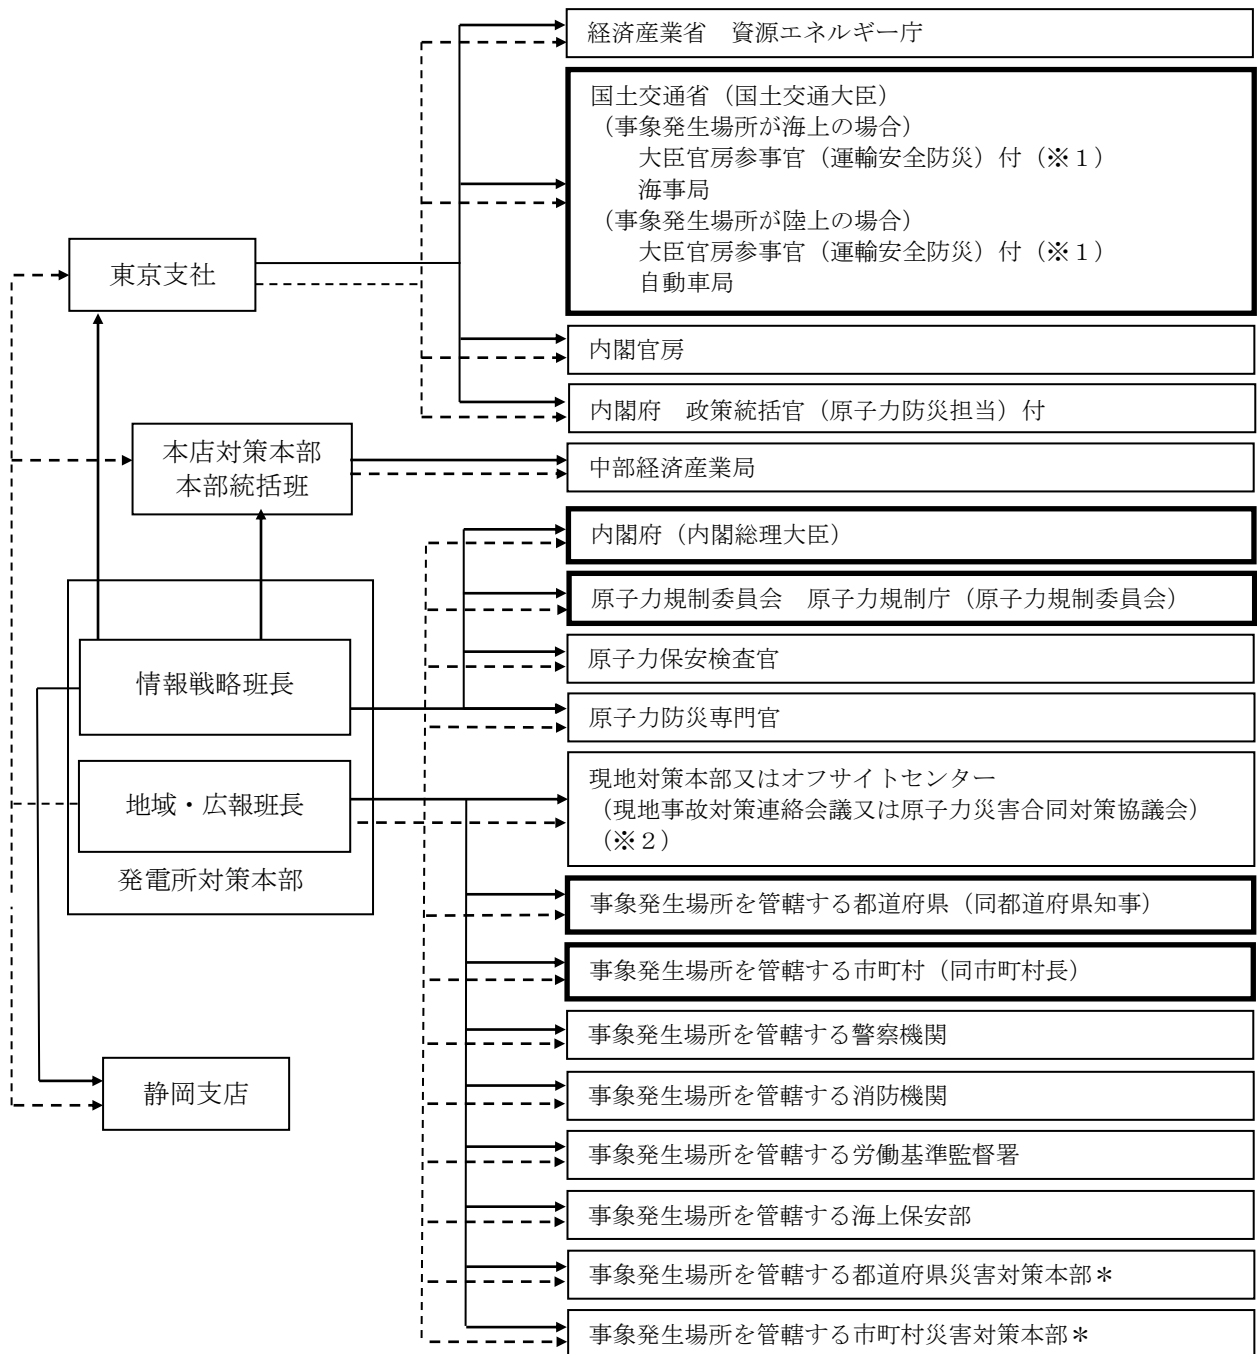 経済産業省　資源エネルギー庁
国土交通省（国土交通大臣）
（事象発生場所が海上の場合）
大臣官房参事官（運輸安全防災）付（※１）
海事局
（事象発生場所が陸上の場合）
大臣官房参事官（運輸安全防災）付（※１）
自動車局
東京支社
内閣官房
内閣府　政策統括官（原子力防災担当）付
本店対策本部
本部統括班
中部経済産業局
内閣府（内閣総理大臣）
原子力規制委員会　原子力規制庁（原子力規制委員会）
原子力保安検査官
情報戦略班長
原子力防災専門官
地域・広報班長
発電所対策本部
現地対策本部又はオフサイトセンター
（現地事故対策連絡会議又は原子力災害合同対策協議会）
（※２）
事象発生場所を管轄する都道府県（同都道府県知事）
事象発生場所を管轄する市町村（同市町村長）
事象発生場所を管轄する警察機関
静岡支店
事象発生場所を管轄する消防機関
事象発生場所を管轄する労働基準監督署
事象発生場所を管轄する海上保安部
事象発生場所を管轄する都道府県災害対策本部＊
事象発生場所を管轄する市町村災害対策本部＊